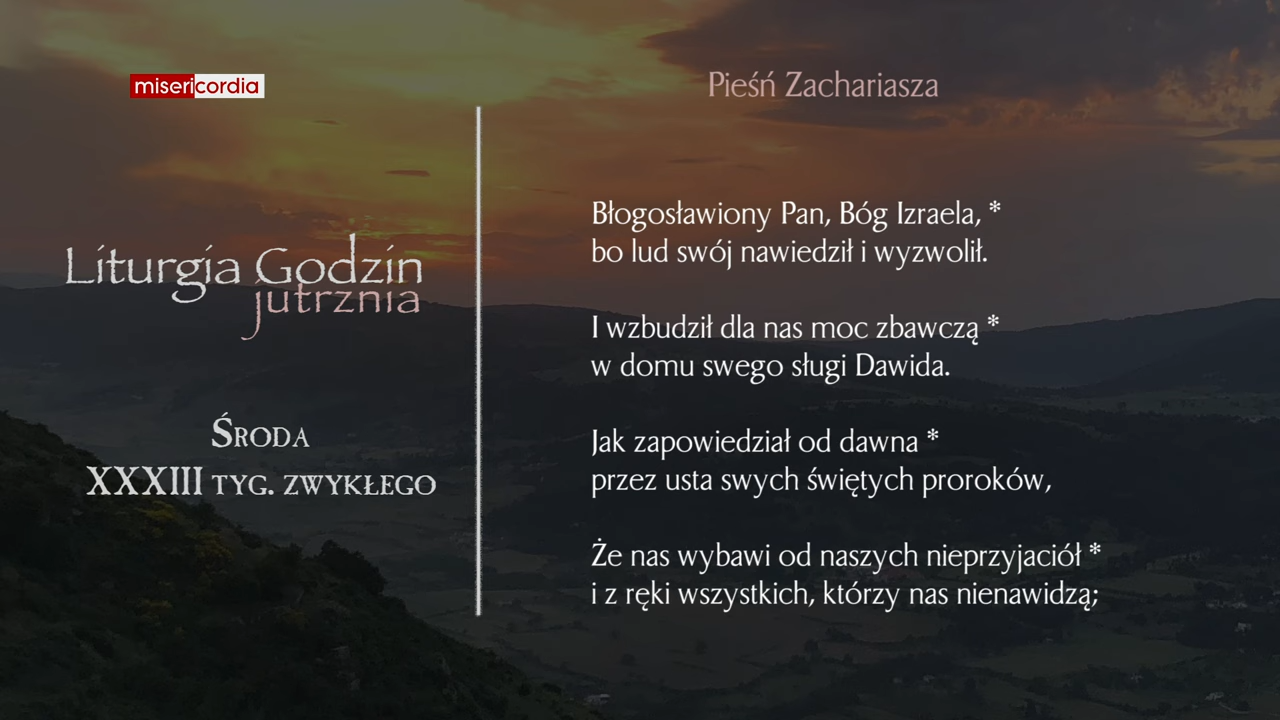 misericordia
Liturgia Godzin
jutrznia
Środa
XXXIII tyg. zwykłego
Pieśń Zachariasza
Błogosławiony Pan, Bóg Izraela, *
bo lud swój nawiedził i wyzwolił.
I wzbudził dla nas moc zbawczą *
w domu swego sługi Dawida.
Jak zapowiedział od dawna *
przez usta swych świętych proroków,
Że nas wybawi od naszych nieprzyjaciół *
i z ręki wszystkich, którzy nas nienawidzą;